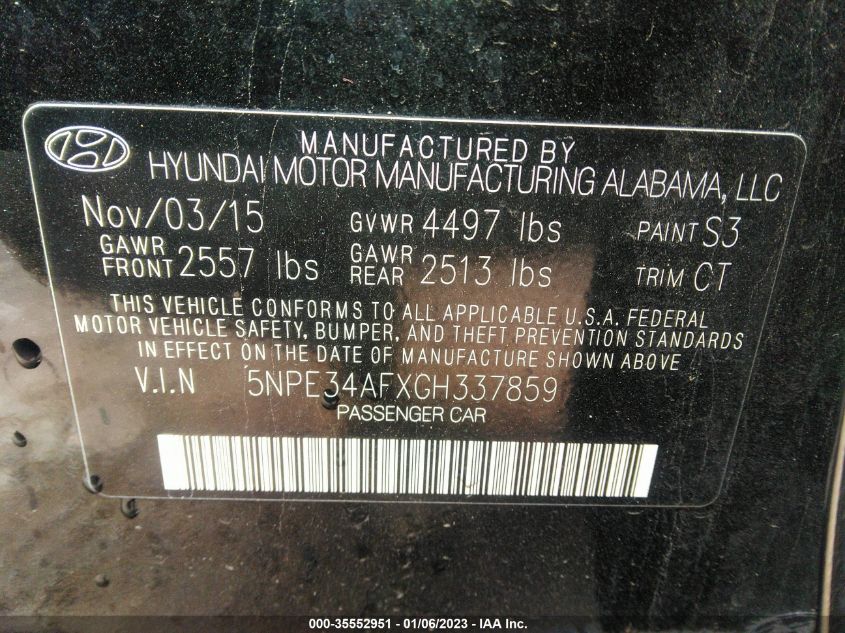 MANUFACTURED BY
HYUNDAI MOTOR MANUFACTURING ALABAMA, LLC
Nov/03/15 GVWR 4497 lbs PAINT S3
GAWR FRONT 2557 lbs GAWR REAR 2513 lbs TRIM CT
THIS VEHICLE CONFORMS TO ALL APPLICABLE U.S.A. FEDERAL
MOTOR VEHICLE SAFETY, BUMPER, AND THEFT PREVENTION STANDARDS
IN EFFECT ON THE DATE OF MANUFACTURE SHOWN ABOVE
V.I.N 5NPE34AFXGH337859
PASSENGER CAR
000-35552951 - 01/06/2023 - IAA Inc.